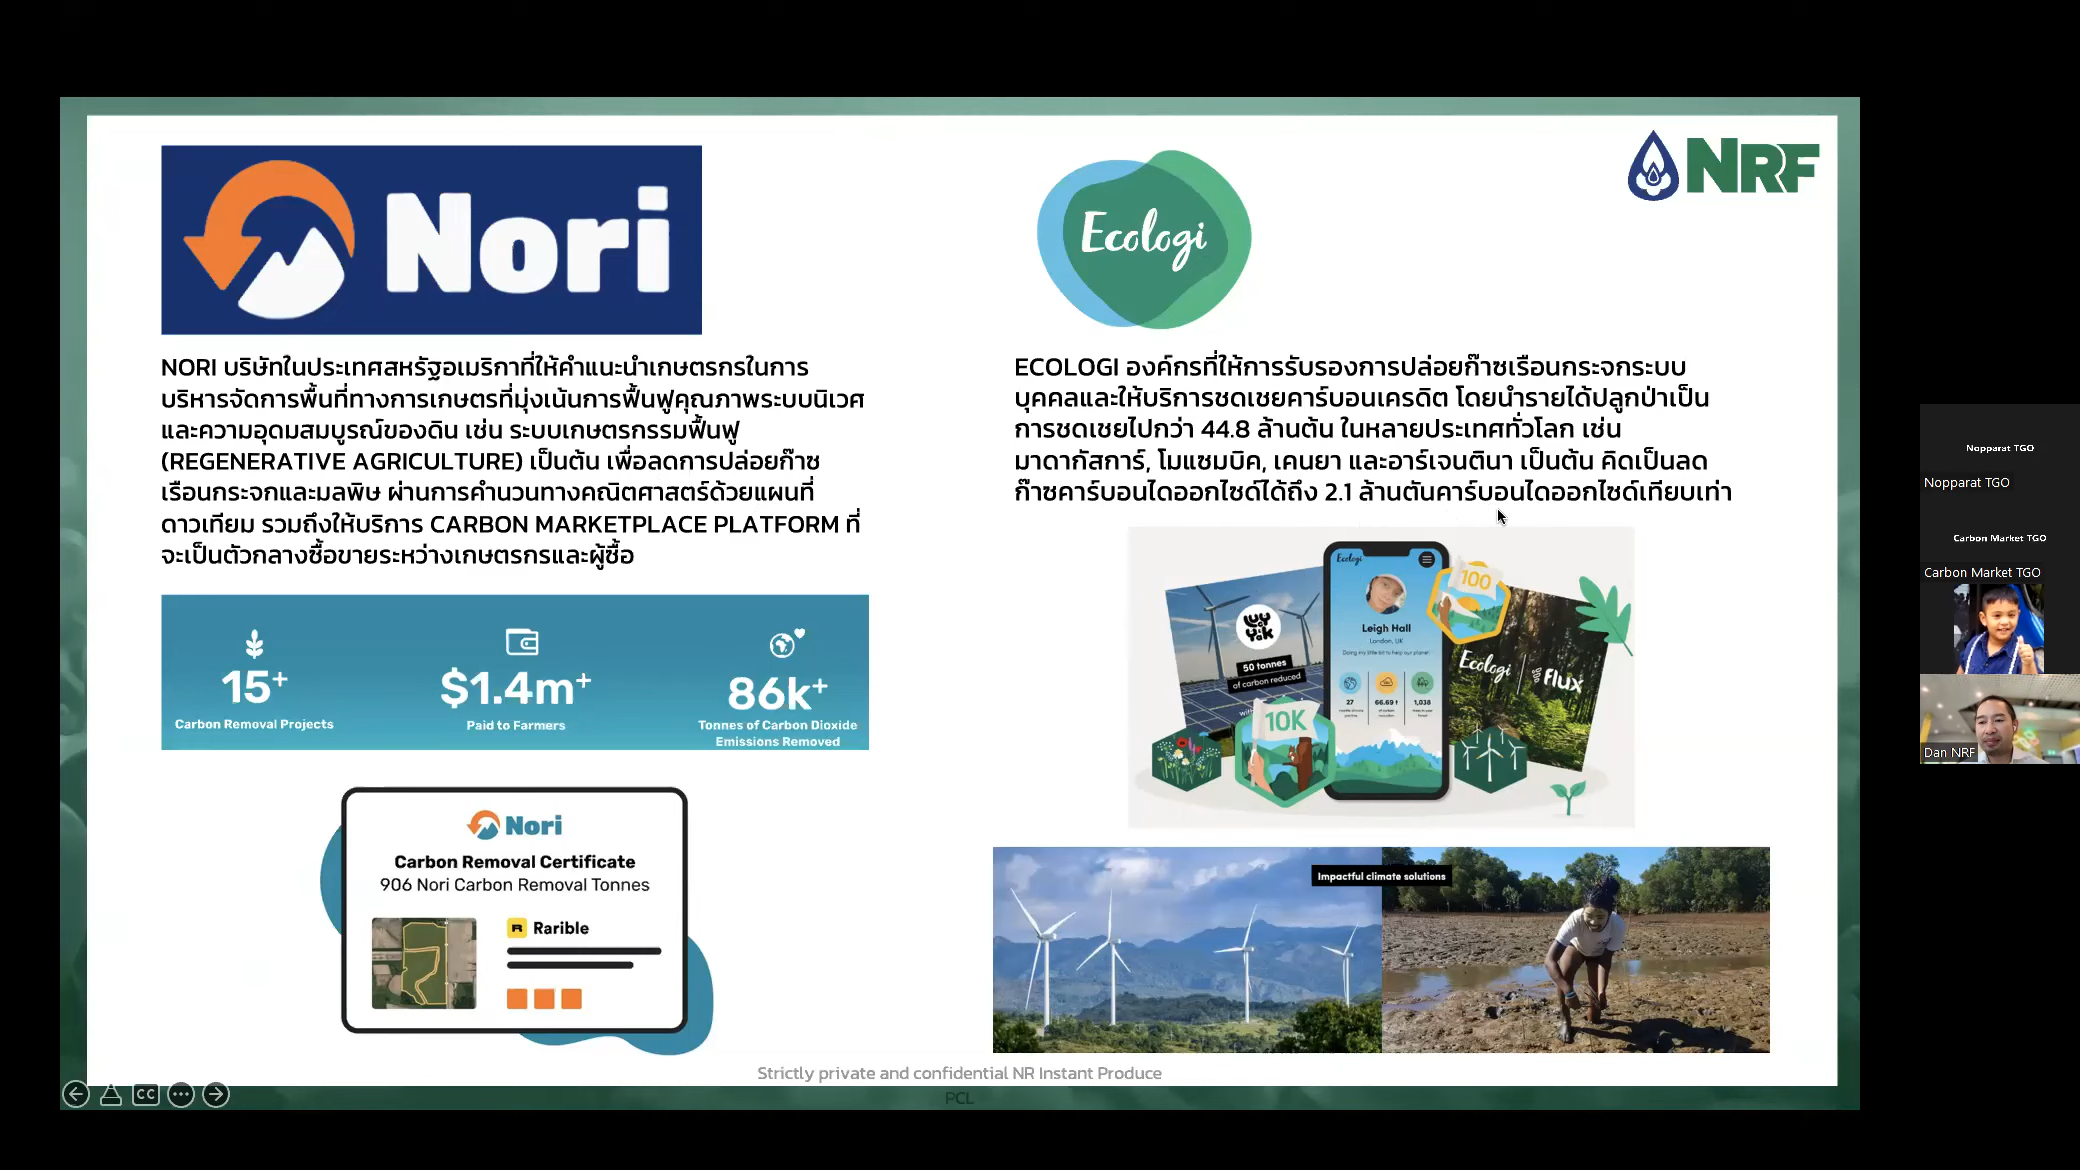 Nori
Ecologi
NRF
NORI บริษัทในประเทศสหรัฐอเมริกาที่ให้คำแนะนำเกษตรกรในการ
บริหารจัดการพื้นที่ทางการเกษตรที่มุ่งเน้นการฟื้นฟูคุณภาพระบบนิเวศ
และความอุดมสมบูรณ์ของดิน เช่น ระบบเกษตรกรรมฟื้นฟู
(REGENERATIVE AGRICULTURE) เป็นต้น เพื่อลดการปล่อยก๊าซ
เรือนกระจกและมลพิษ ผ่านการคำนวนทางคณิตศาสตร์ด้วยแผนที่
ดาวเทียม รวมถึงให้บริการ CARBON MARKETPLACE PLATFORM ที่
จะเป็นตัวกลางซื้อขายระหว่างเกษตรกรและผู้ซื้อ
15+
Carbon Removal Projects
$1.4m+
Paid to Farmers
86k+
Tonnes of Carbon Dioxide
Emissions Removed
Nori
Carbon Removal Certificate
906 Nori Carbon Removal Tonnes
R Rarible
ECOLOGI องค์กรที่ให้การรับรองการปล่อยก๊าซเรือนกระจกระบบ
บุคคลและให้บริการชดเชยคาร์บอนเครดิต โดยนำรายได้ปลูกป่าเป็น
การชดเชยไปกว่า 44.8 ล้านต้น ในหลายประเทศทั่วโลก เช่น
มาดากัสการ์, โมแซมบิค, เคนยา และอาร์เจนตินา เป็นต้น คิดเป็นลด
ก๊าซคาร์บอนไดออกไซด์ได้ถึง 2.1 ล้านตันคาร์บอนไดออกไซด์เทียบเท่า
50 tonnes
of carbon reduced
10K
Ecologi
Leigh Hall
London, UK
Doing my little bit to help our planet
27
66.69 t
1,038
100
Ecologi
flux
Impactful climate solutions
Strictly private and confidential NR Instant Produce
PCL
CC
Nopparat TGO
Nopparat TGO
Carbon Market TGO
Carbon Market TGO
Dan NRF